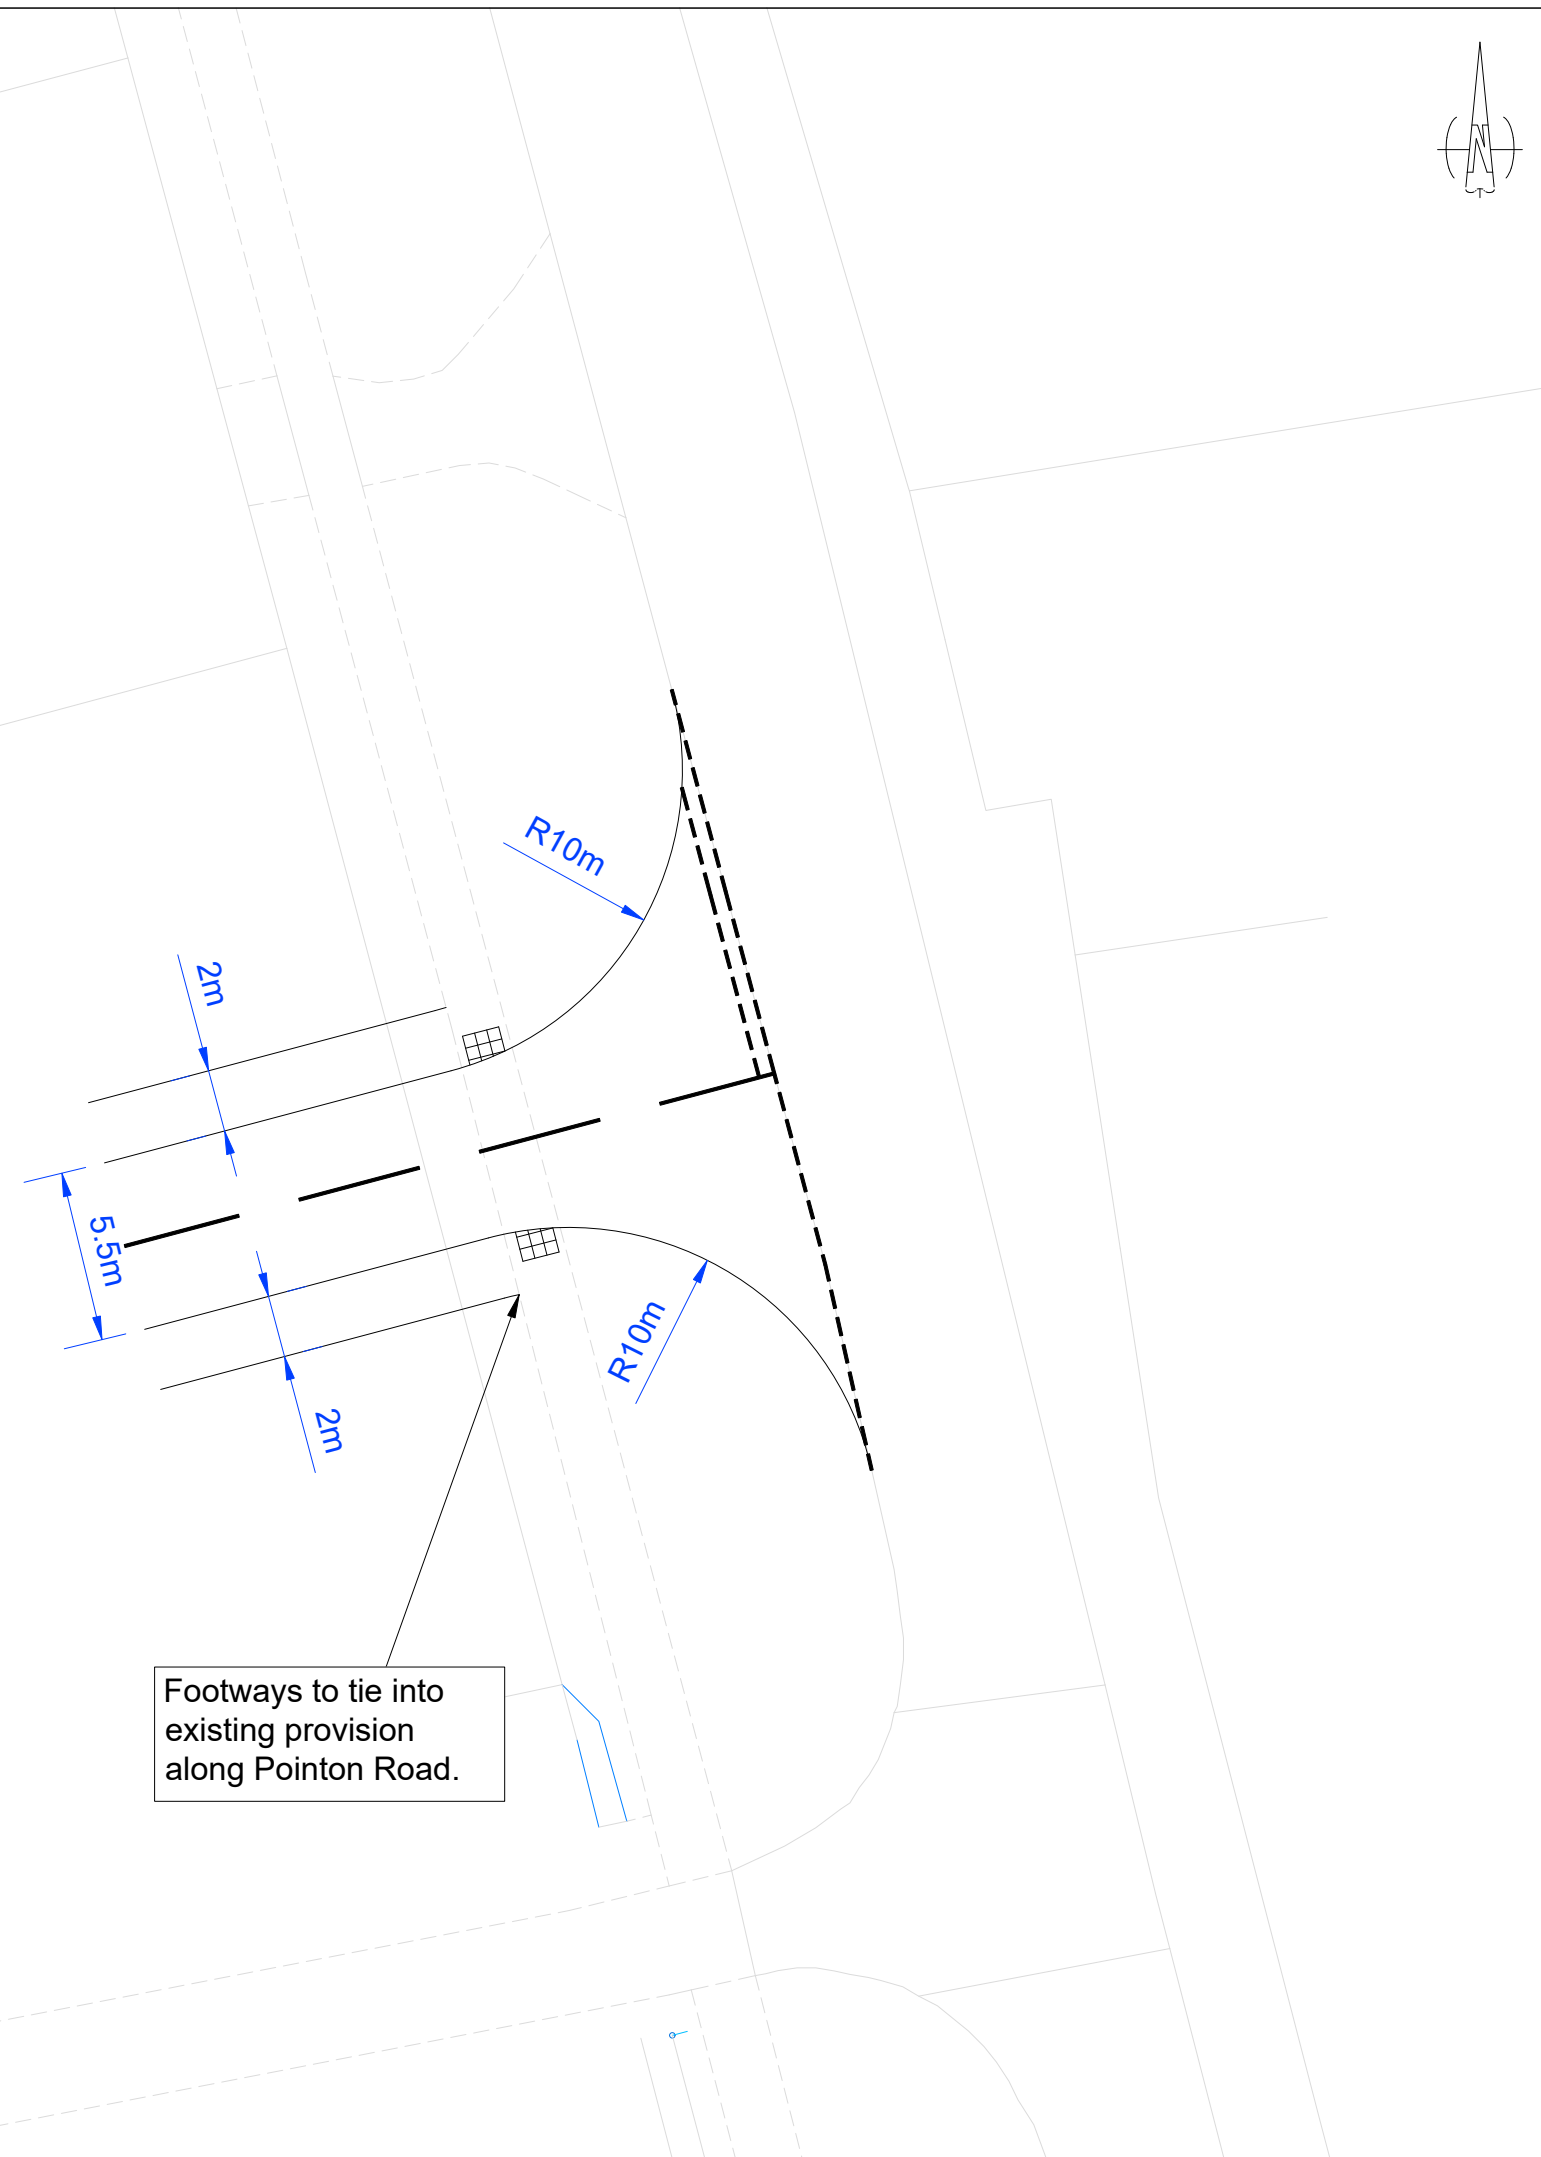 N
R10m
2m
5.5m
R10m
2m
Footways to tie into
existing provision
along Pointon Road.